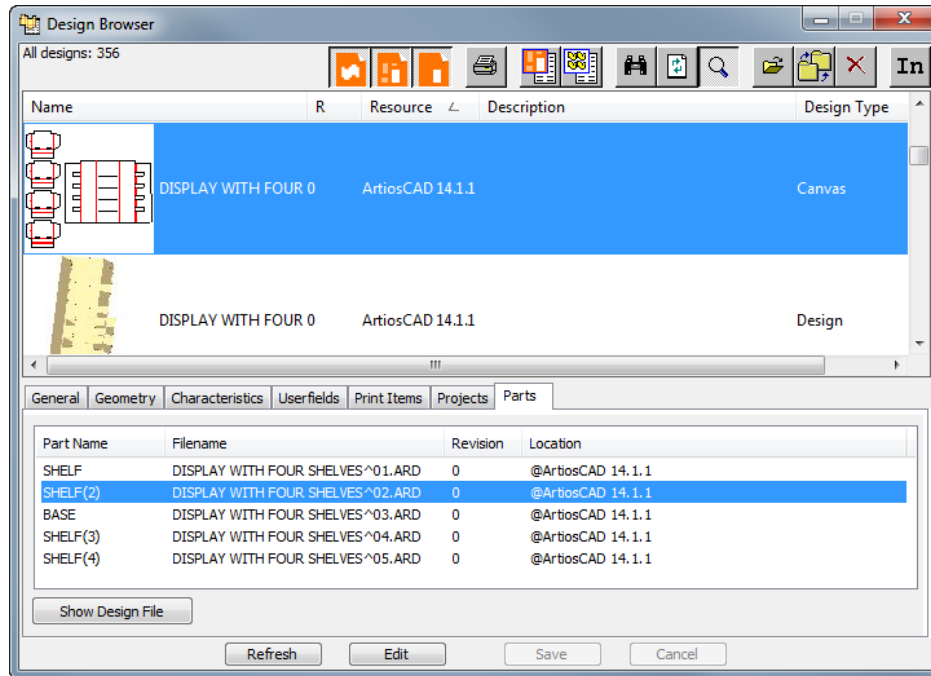 Design Browser
All designs: 356
In
Name R Resource Description Design Type
DISPLAY WITH FOUR 0 ArtiosCAD 14.1.1 Canvas
DISPLAY WITH FOUR 0 ArtiosCAD 14.1.1 Design
General Geometry Characteristics Userfields Print Items Projects Parts
Part Name Filename Revision Location
SHELF DISPLAY WITH FOUR SHELVES^01.ARD 0 @ArtiosCAD 14.1.1
SHELF(2) DISPLAY WITH FOUR SHELVES^02.ARD 0 @ArtiosCAD 14.1.1
BASE DISPLAY WITH FOUR SHELVES^03.ARD 0 @ArtiosCAD 14.1.1
SHELF(3) DISPLAY WITH FOUR SHELVES^04.ARD 0 @ArtiosCAD 14.1.1
SHELF(4) DISPLAY WITH FOUR SHELVES^05.ARD 0 @ArtiosCAD 14.1.1
Show Design File
Refresh Edit Save Cancel